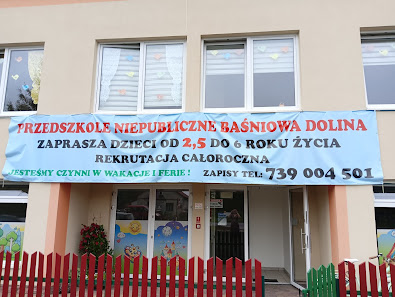 PRZEDSZKOLE NIEPUBLICZNE BAŚNIOWA DOLINA
ZAPRASZA DZIECI OD 2,5 DO 6 ROKU ŻYCIA
REKRUTACJA CAŁOROCZNA
JESTEŚMY CZYNNI W WAKACJE I FERIE! ZAPISY TEL: 739 004 501